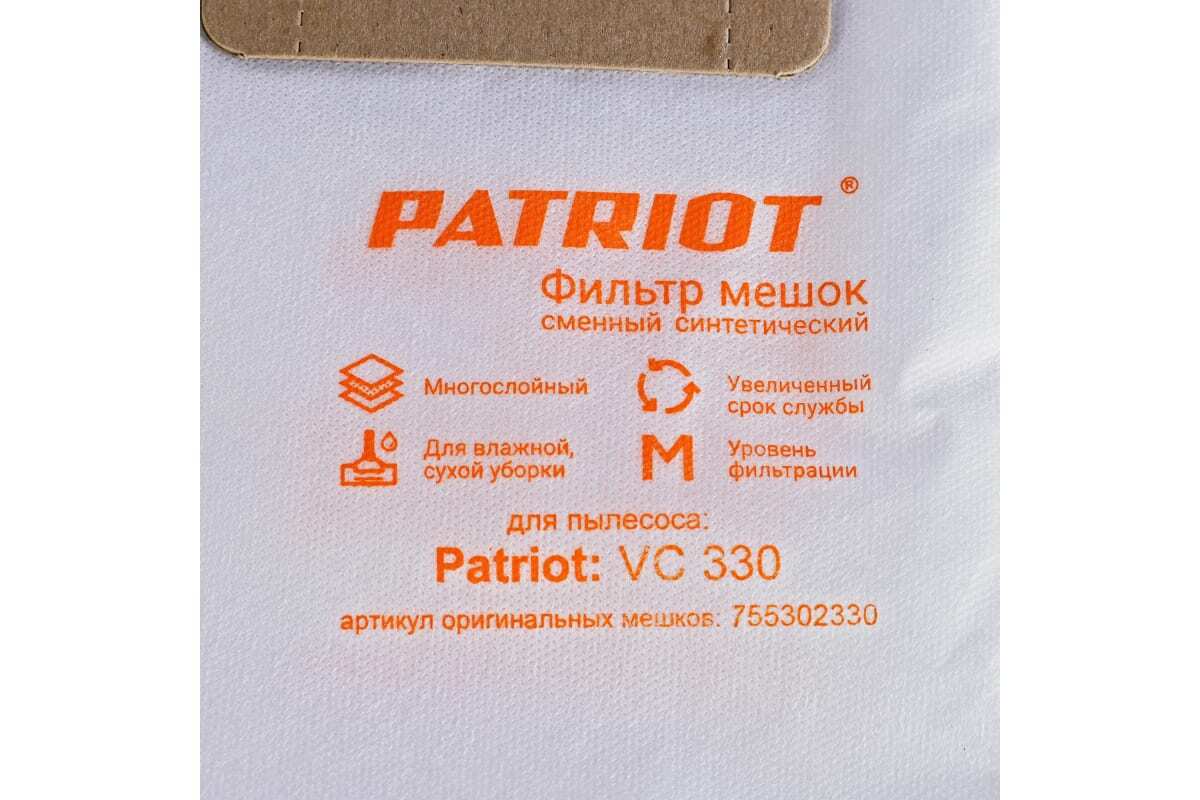 PATRIOT®
Фильтр мешок
сменный синтетический
Многослойный
Увеличенный
срок службы
Для влажной,
сухой уборки
M
Уровень
фильтрации
для пылесоса:
Patriot: VC 330
артикул оригинальных мешков: 755302330